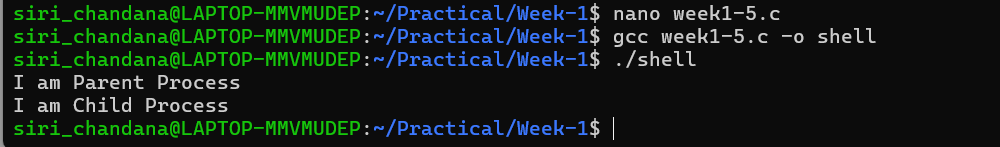 siri_chandana@LAPTOP-MMVMUDEP:~/Practical/Week-1$ nano week1-5.c
siri_chandana@LAPTOP-MMVMUDEP:~/Practical/Week-1$ gcc week1-5.c -o shell
siri_chandana@LAPTOP-MMVMUDEP:~/Practical/Week-1$ ./shell
I am Parent Process
I am Child Process
siri_chandana@LAPTOP-MMVMUDEP:~/Practical/Week-1$